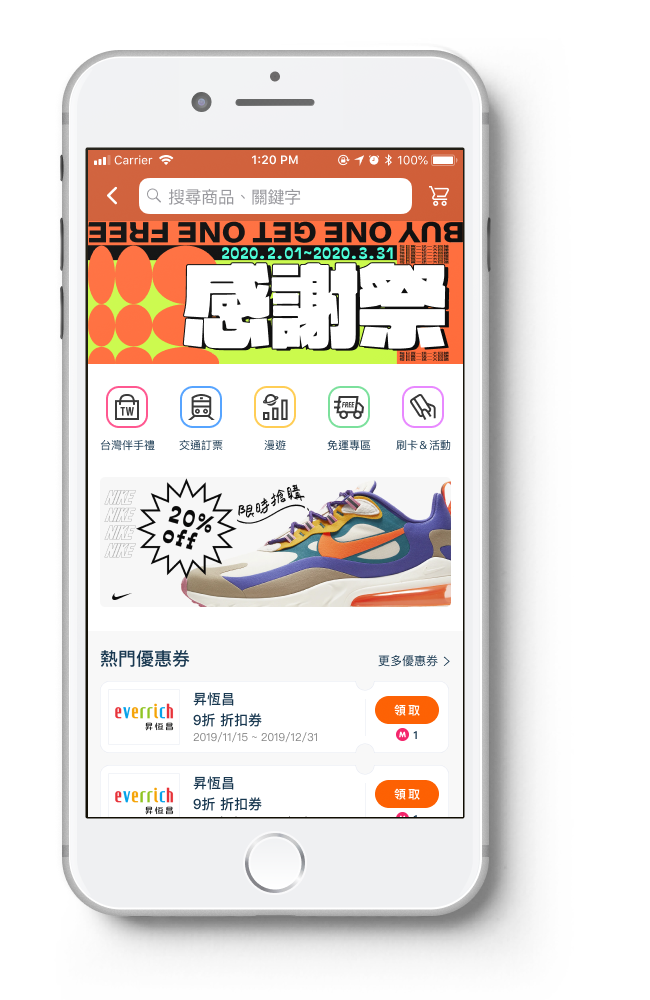 Carrier 1:20 PM 100%
搜尋商品、關鍵字
BUY ONE GET ONE FREE
2020.2.01~2020.3.31
感謝祭
TW FREE
台灣伴手禮 交通訂票 漫遊 免運專區 刷卡&活動
NIKE
NIKE
NIKE
NIKE
20%
off
限時搶購
熱門優惠券 更多優惠券
everrich
昇恆昌
昇恆昌
9折 折扣券
2019/11/15 ~ 2019/12/31
領取
M 1
everrich
昇恆昌
昇恆昌
9折 折扣券
領取